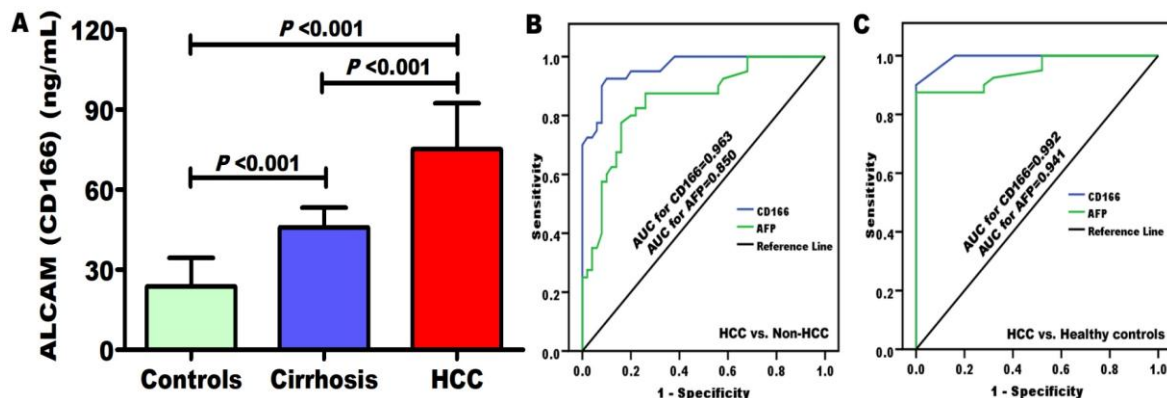 A
ALCAM (CD166) (ng/mL)
120
90
60
30
0
P <0.001
P <0.001
P <0.001
Controls
Cirrhosis
HCC
B
Sensitivity
1.0
0.8
0.6
0.4
0.2
0.0
AUC for CD166=0.963
AUC for AFP=0.850
CD166
AFP
Reference Line
HCC vs. Non-HCC
0.0 0.2 0.4 0.6 0.8 1.0
1 - Specificity
C
Sensitivity
1.0
0.8
0.6
0.4
0.2
0.0
AUC for CD166=0.992
AUC for AFP=0.941
CD166
AFP
Reference Line
HCC vs. Healthy controls
0.0 0.2 0.4 0.6 0.8 1.0
1 - Specificity